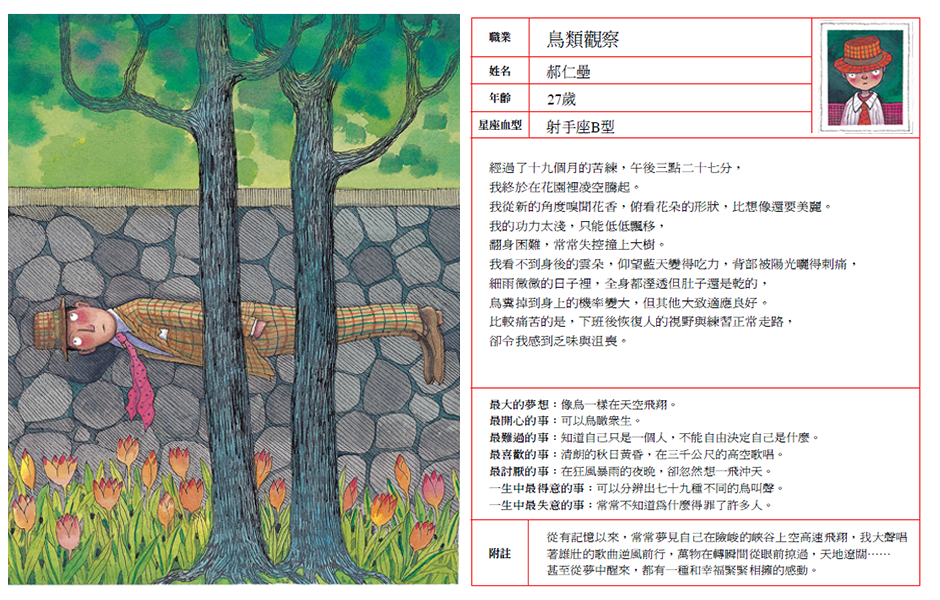 職業 鳥類觀察
姓名 郝仁壘
年齡 27歲
星座血型 射手座B型
經過了十九個月的苦練，午後三點二十七分，
我終於在花園裡凌空騰起。
我從新的角度嗅聞花香，俯看花朵的形狀，比想像還要美麗。
我的功力太淺，只能低低飄移，
翻身困難，常常失控撞上大樹。
我看不到身後的雲朵，仰望藍天變得吃力，背部被陽光曬得刺痛，
細雨微微的日子裡，全身都溼透但肚子還是乾的，
鳥糞掉到身上的機率變大，但其他大致適應良好。
比較痛苦的是，下班後恢復人的視野與練習正常走路，
卻令我感到乏味與沮喪。
最大的夢想：像鳥一樣在天空飛翔。
最開心的事：可以鳥瞰眾生。
最難過的事：知道自己只是一個人，不能自由決定自己是什麼。
最喜歡的事：清朗的秋日黃昏，在三千公尺的高空歌唱。
最討厭的事：在狂風暴雨的夜晚，卻忽然想一飛沖天。
一生中最得意的事：可以分辨出七十九種不同的鳥叫聲。
一生中最失意的事：常常不知道為什麼得罪了許多人。
附註
從有記憶以來，常常夢見自己在險峻的峽谷上空高速飛翔，我大聲唱
著雄壯的歌曲逆風前行，萬物在轉瞬間從眼前掠過，天地遼闊⋯⋯
甚至從夢中醒來，都有一種和幸福緊緊相擁的感動。